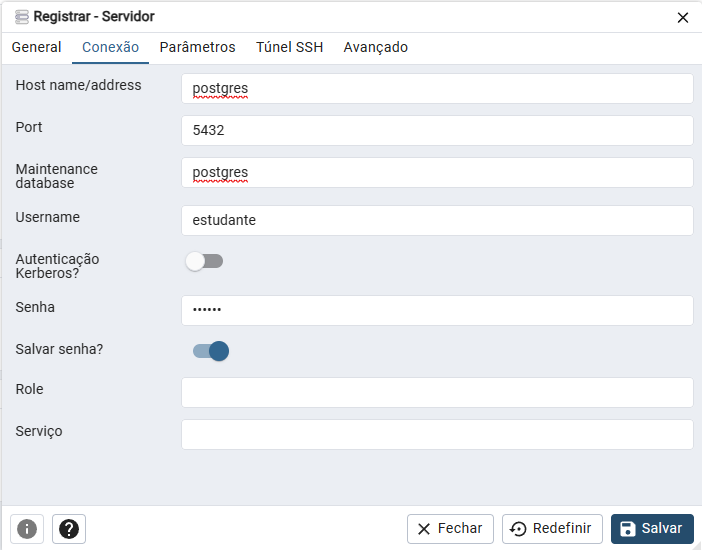 Registrar - Servidor
General Conexão Parâmetros Túnel SSH Avançado
Host name/address postgres
Port 5432
Maintenance
database postgres
Username estudante
Autenticação
Kerberos?
Senha ••••••
Salvar senha?
Role
Serviço
Fechar Redefinir Salvar